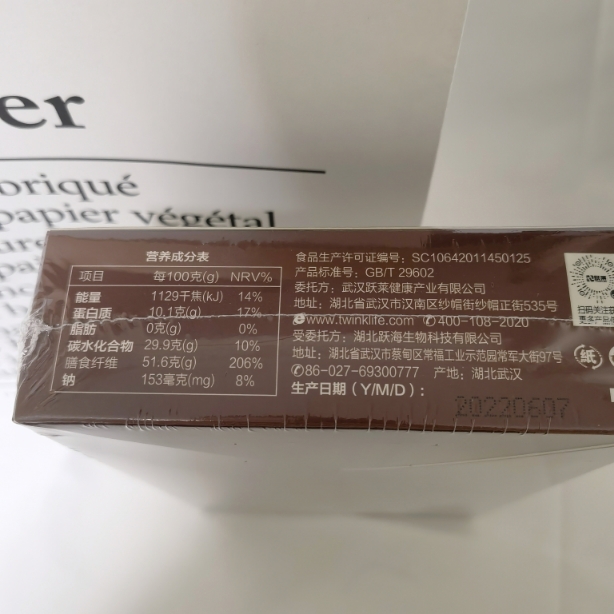 er
oriqué
papier végétal
营养成分表
项目 每100克(g) NRV%
能量 1129千焦(kJ) 14%
蛋白质 10.1克(g) 17%
脂肪 0克(g) 0%
碳水化合物 29.9克(g) 10%
膳食纤维 51.6克(g) 206%
钠 153毫克(mg) 8%
食品生产许可证编号：SC10642011450125
产品标准号：GB/T 29602
委托方：武汉跃莱健康产业有限公司
地址：湖北省武汉市汉南区纱帽街纱帽正街535号
www.twinklife.com 400-108-2020
受委托方：湖北跃海生物科技有限公司
地址：湖北省武汉市蔡甸区常福工业示范园常军大街97号
86-027-69300777 产地：湖北武汉
生产日期（Y/M/D）：
20220607
纸